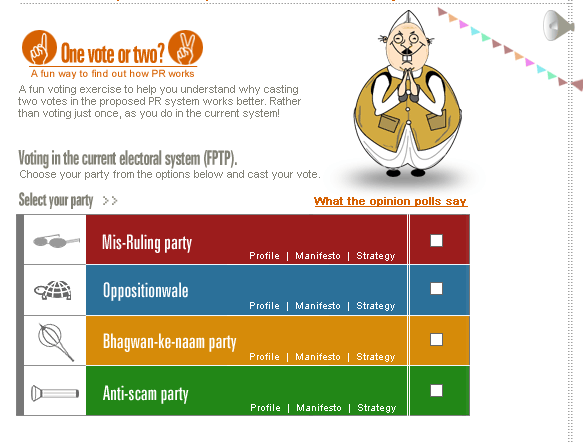 One vote or two?
A fun way to find out how PR works
A fun voting exercise to help you understand why casting
two votes in the proposed PR system works better. Rather
than voting just once, as you do in the current system!
Voting in the current electoral system (FPTP).
Choose your party from the options below and cast your vote.
Select your party >>
What the opinion polls say
Mis-Ruling party
Profile | Manifesto | Strategy
Oppositionwale
Profile | Manifesto | Strategy
Bhagwan-ke-naam party
Profile | Manifesto | Strategy
Anti-scam party
Profile | Manifesto | Strategy